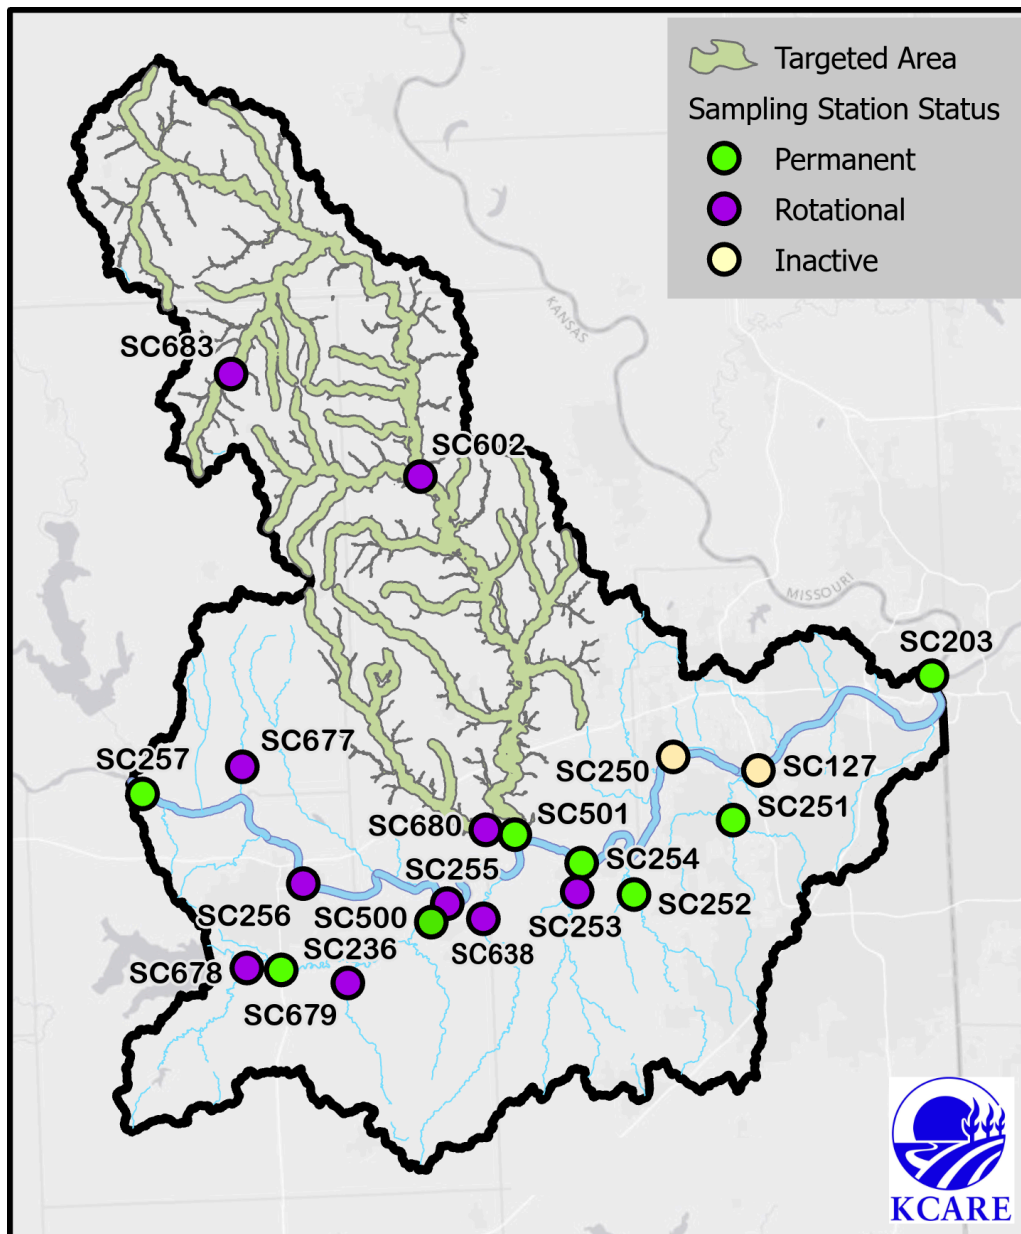 Targeted Area
Sampling Station Status
Permanent
Rotational
Inactive
KANSAS
SC683
SC602
MISSOURI
SC203
SC677
SC257
SC250
SC127
SC251
SC680
SC501
SC255
SC254
SC252
SC256
SC500
SC253
SC638
SC236
SC678
SC679
KCARE